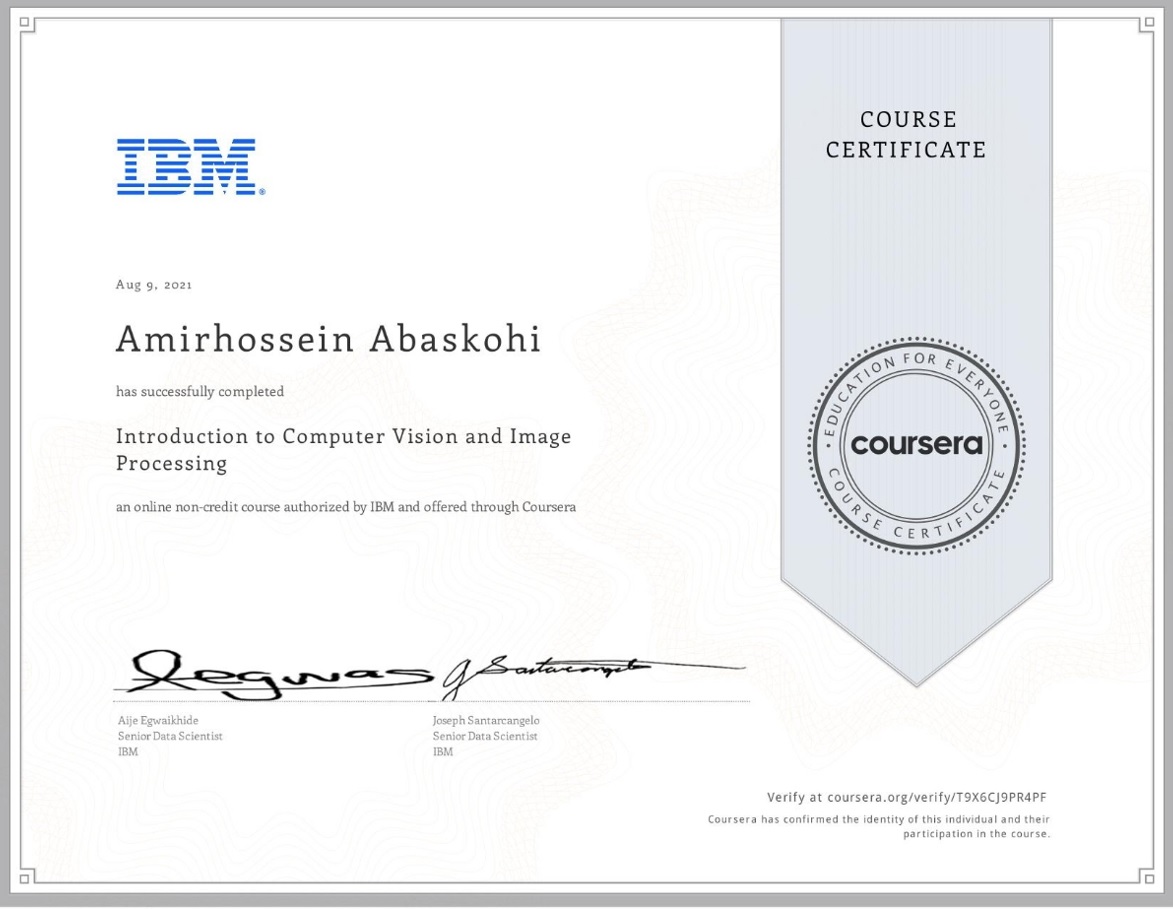 IBM®
COURSE
CERTIFICATE
Aug 9, 2021
Amirhossein Abaskohi
has successfully completed
Introduction to Computer Vision and Image
Processing
an online non-credit course authorized by IBM and offered through Coursera
EDUCATION FOR EVERYONE
coursera
COURSE CERTIFICATE
Aije Egwaikhide
Senior Data Scientist
IBM
Joseph Santarcangelo
Senior Data Scientist
IBM
Verify at coursera.org/verify/T9X6CJ9PR4PF
Coursera has confirmed the identity of this individual and their
participation in the course.